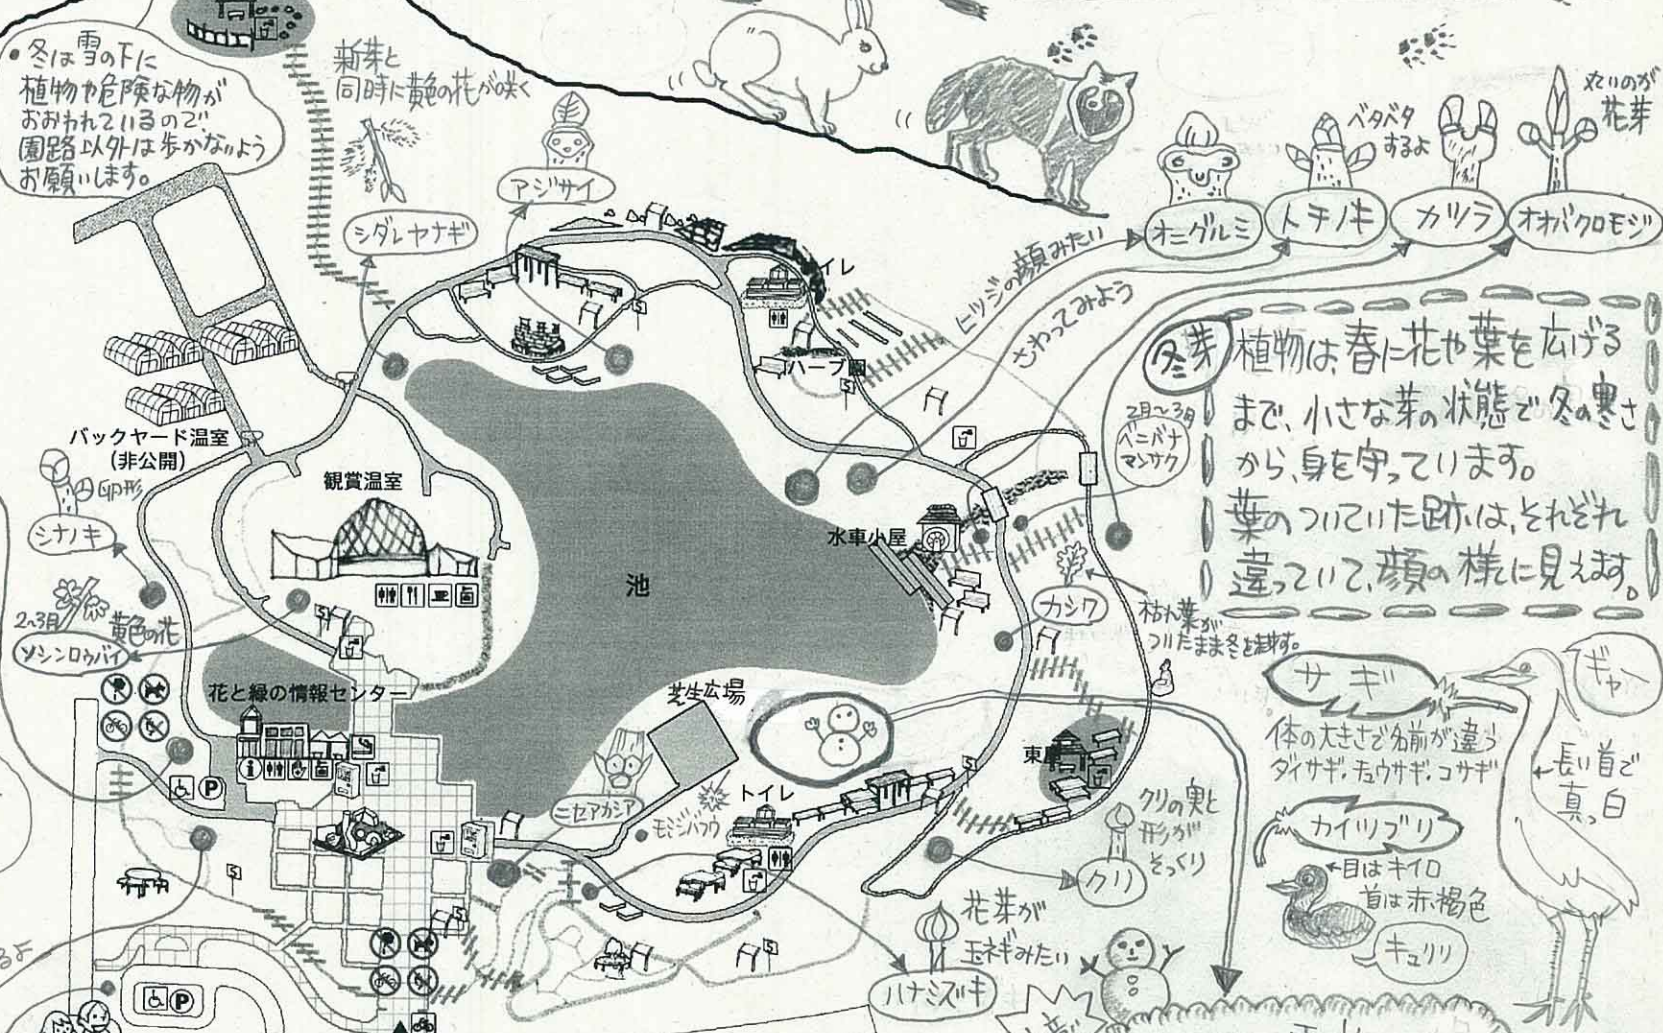 ・冬は雪の下に
植物や危険な物が
おおわれているので、
園路以外は歩かないよう
お願いします。
新芽と
同時に黄色の花が咲く
シダレヤナギ
アジサイ
ヒツジの顔みたい
オニグルミ
さわってみよう
トチノキ
ベタベタ
するよ
カツラ
オオバクロモジ
丸いのが
花芽
冬芽
植物は、春に花や葉を広げる
まで、小さな芽の状態で冬の寒さ
から、身を守っています。
葉のついていた跡は、それぞれ
違っていて、顔の様に見えます。
トイレ
ハーブ園
バックヤード温室
(非公開)
観賞温室
シナノキ
2~3月
黄色の花
ソシンロウバイ
池
水車小屋
2月~3月
ベニバナ
マンサク
カシワ
枯れ葉が
ついたまま冬を越す。
花と緑の情報センター
芝生広場
ニセアカシア
モミジバフウ
トイレ
東屋
クリの実と
形が
そっくり
クリ
花芽が
玉ネギみたい
ハナミズキ
サギ
体の大きさで名前が違う
ダイサギ・チュウサギ・コサギ
ギャー
長い首で
真っ白
カイツブリ
目はキイロ
首は赤褐色
キュリリ
P
P